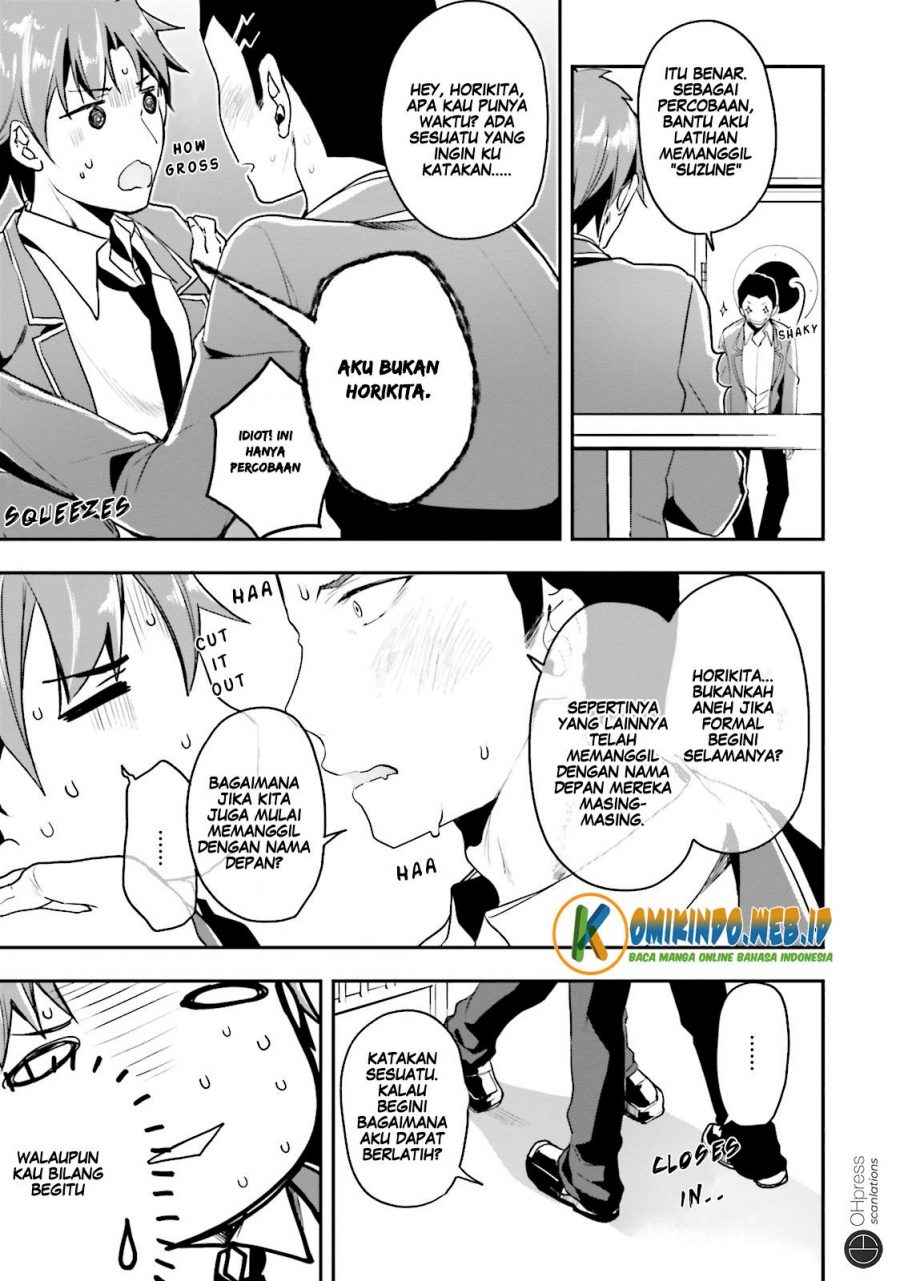 ITU BENAR.
SEBAGAI
PERCOBAAN,
BANTU AKU
LATIHAN
MEMANGGIL
"SUZUNE"
SHAKY
HEY, HORIKITA,
APA KAU PUNYA
WAKTU? ADA
SESUATU YANG
INGIN KU
KATAKAN.....
HOW
GROSS
AKU BUKAN
HORIKITA.
IDIOT! INI
HANYA
PERCOBAAN
SQUEEZES
HORIKITA...
BUKANKAH
ANEH JIKA
FORMAL
BEGINI
SELAMANYA?
SEPERTINYA
YANG LAINNYA
TELAH
MEMANGGIL
DENGAN NAMA
DEPAN MEREKA
MASING-
MASING.
HAA
CUT
IT
OUT
BAGAIMANA
JIKA KITA
JUGA MULAI
MEMANGGIL
DENGAN NAMA
DEPAN?
......
HAA
KOMIKINDO.WEB.ID
BACA MANGA ONLINE BAHASA INDONESIA
......
KATAKAN
SESUATU.
KALAU
BEGINI
BAGAIMANA
AKU DAPAT
BERLATIH?
CLOSES
IN..
WALAUPUN
KAU BILANG
BEGITU
OHpress
scanlations